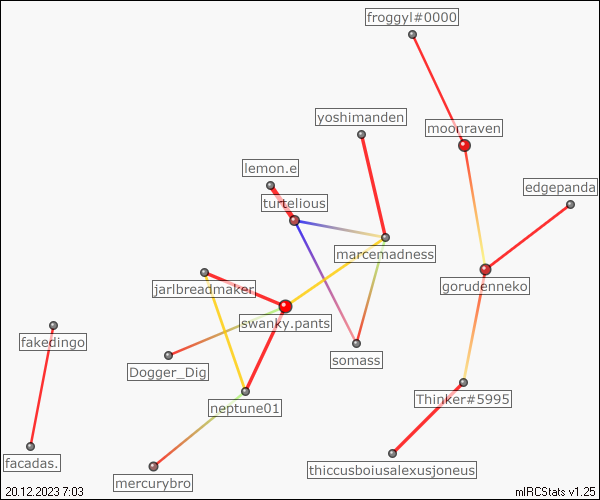 froggyl#0000
yoshimanden
moonraven
lemon.e
edgepanda
turtelious
marcemadness
jarlbreadmaker
gorudenneko
swanky.pants
fakedingo
somass
Dogger_Dig
neptune01
Thinker#5995
facadas.
thiccusboiusalexusjoneus
mercurybro
20.12.2023 7:03
mIRCStats v1.25